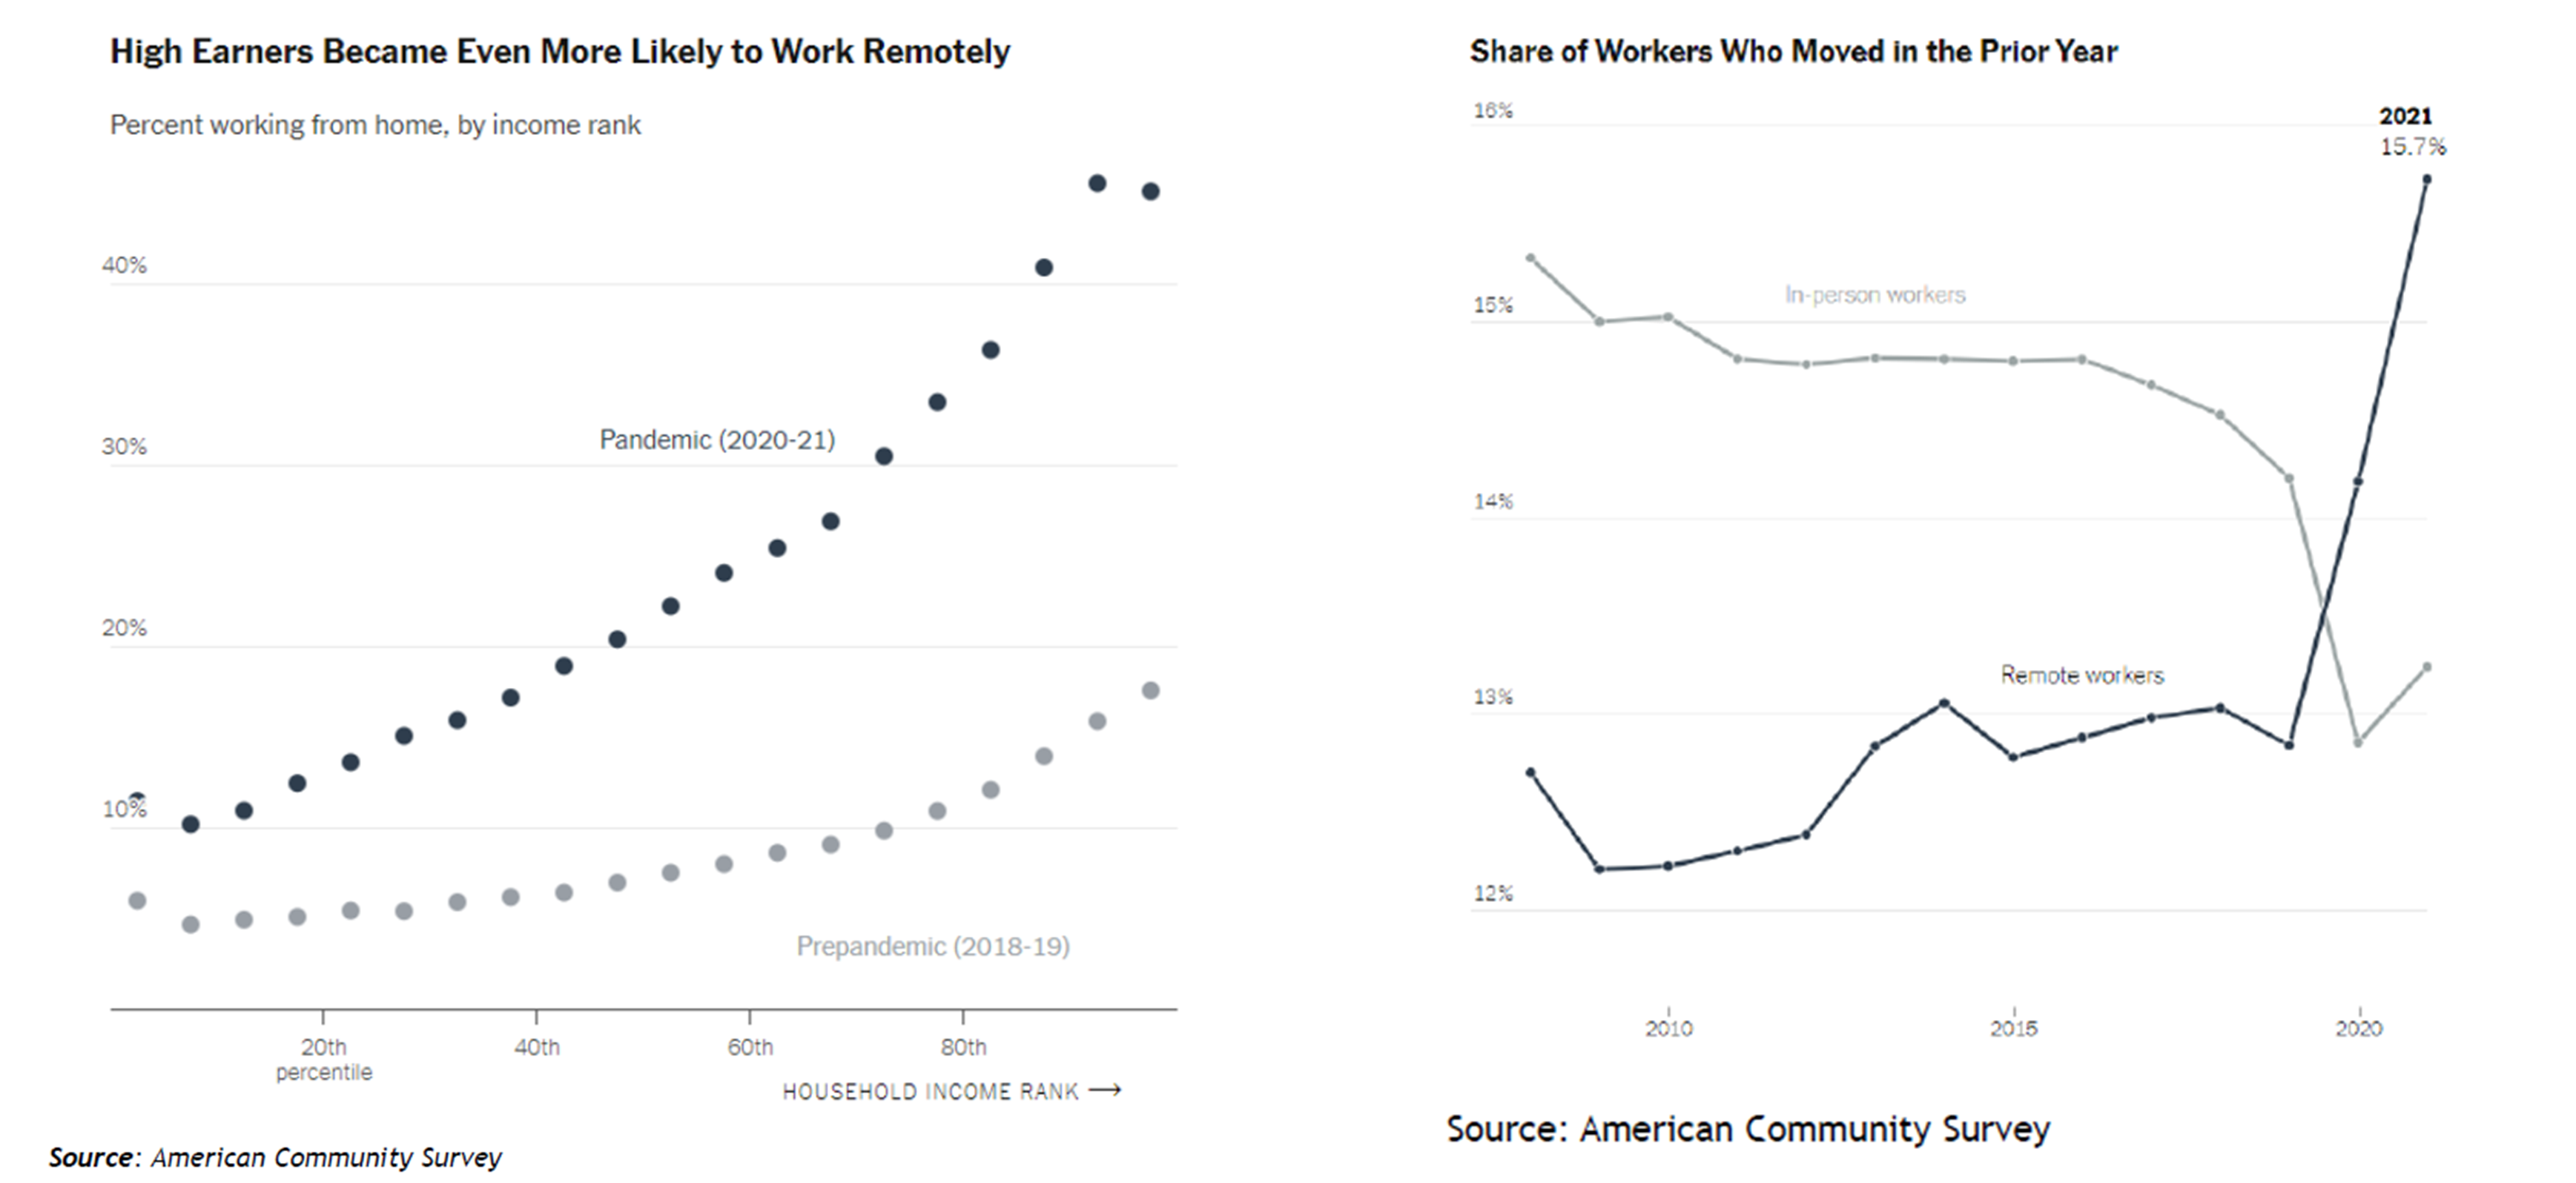 High Earners Became Even More Likely to Work Remotely
Percent working from home, by income rank
40%
30%
Pandemic (2020-21)
20%
10%
Prepandemic (2018-19)
20th
percentile
40th
60th
80th
HOUSEHOLD INCOME RANK →
Source: American Community Survey
Share of Workers Who Moved in the Prior Year
16%
2021
15.7%
In-person workers
15%
14%
Remote workers
13%
12%
2010
2015
2020
Source: American Community Survey